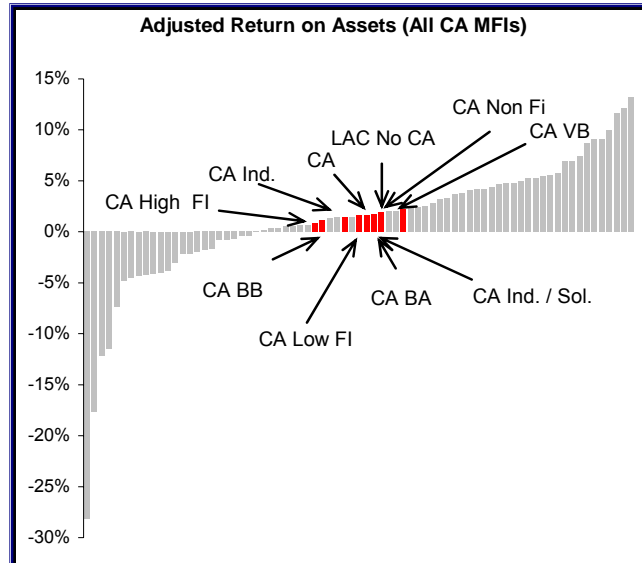 Adjusted Return on Assets (All CA MFIs)
15%
10%
5%
0%
-5%
-10%
-15%
-20%
-25%
-30%
CA Non Fi
LAC No CA
CA VB
CA
CA Ind.
CA High FI
CA BB
CA BA
CA Ind. / Sol.
CA Low FI